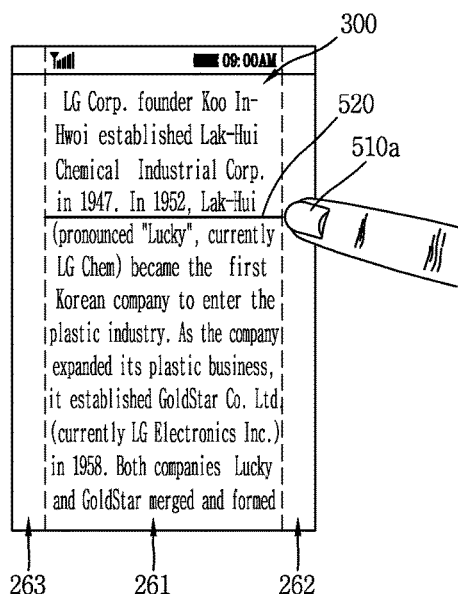 300
09:00AM
520
510a
LG Corp. founder Koo In-
Hwoi established Lak-Hui
Chemical Industrial Corp.
in 1947. In 1952, Lak-Hui
(pronounced "Lucky", currently
LG Chem) became the first
Korean company to enter the
plastic industry. As the company
expanded its plastic business,
it established GoldStar Co. Ltd.
(currently LG Electronics Inc.)
in 1958. Both companies Lucky
and GoldStar merged and formed
263 261 262